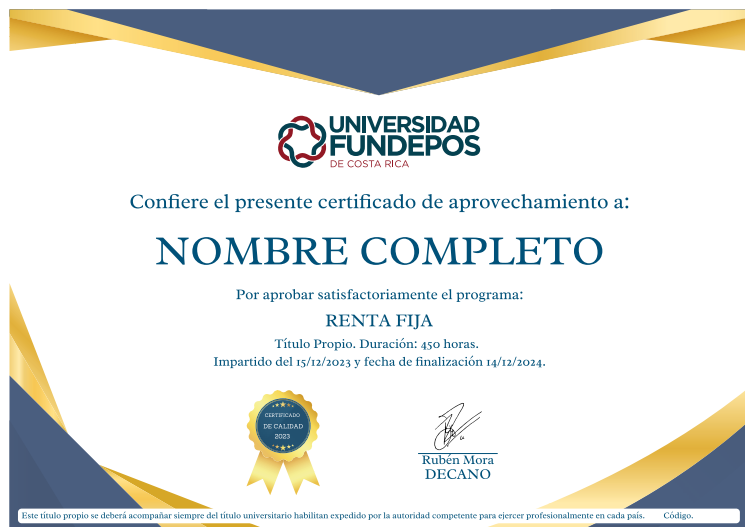 UNIVERSIDAD
FUNDEPOS
DE COSTA RICA
Confiere el presente certificado de aprovechamiento a:
NOMBRE COMPLETO
Por aprobar satisfactoriamente el programa:
RENTA FIJA
Título Propio. Duración: 450 horas.
Impartido del 15/12/2023 y fecha de finalización 14/12/2024.
CERTIFICADO
DE CALIDAD
2023
Rubén Mora
DECANO
Este título propio se deberá acompañar siempre del título universitario habilitan expedido por la autoridad competente para ejercer profesionalmente en cada país. Código.